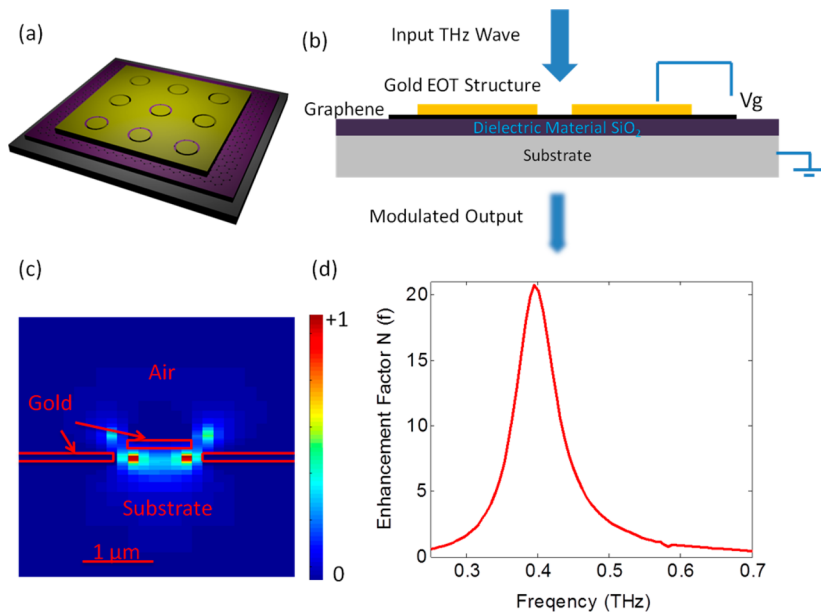 (a)
(b)
Input THz Wave
Gold EOT Structure
Graphene
Vg
Dielectric Material SiO₂
Substrate
Modulated Output
(c)
+1
Air
Gold
Substrate
1 μm
0
(d)
Enhancement Factor N (f)
20
15
10
5
0
0.3 0.4 0.5 0.6 0.7
Freqency (THz)